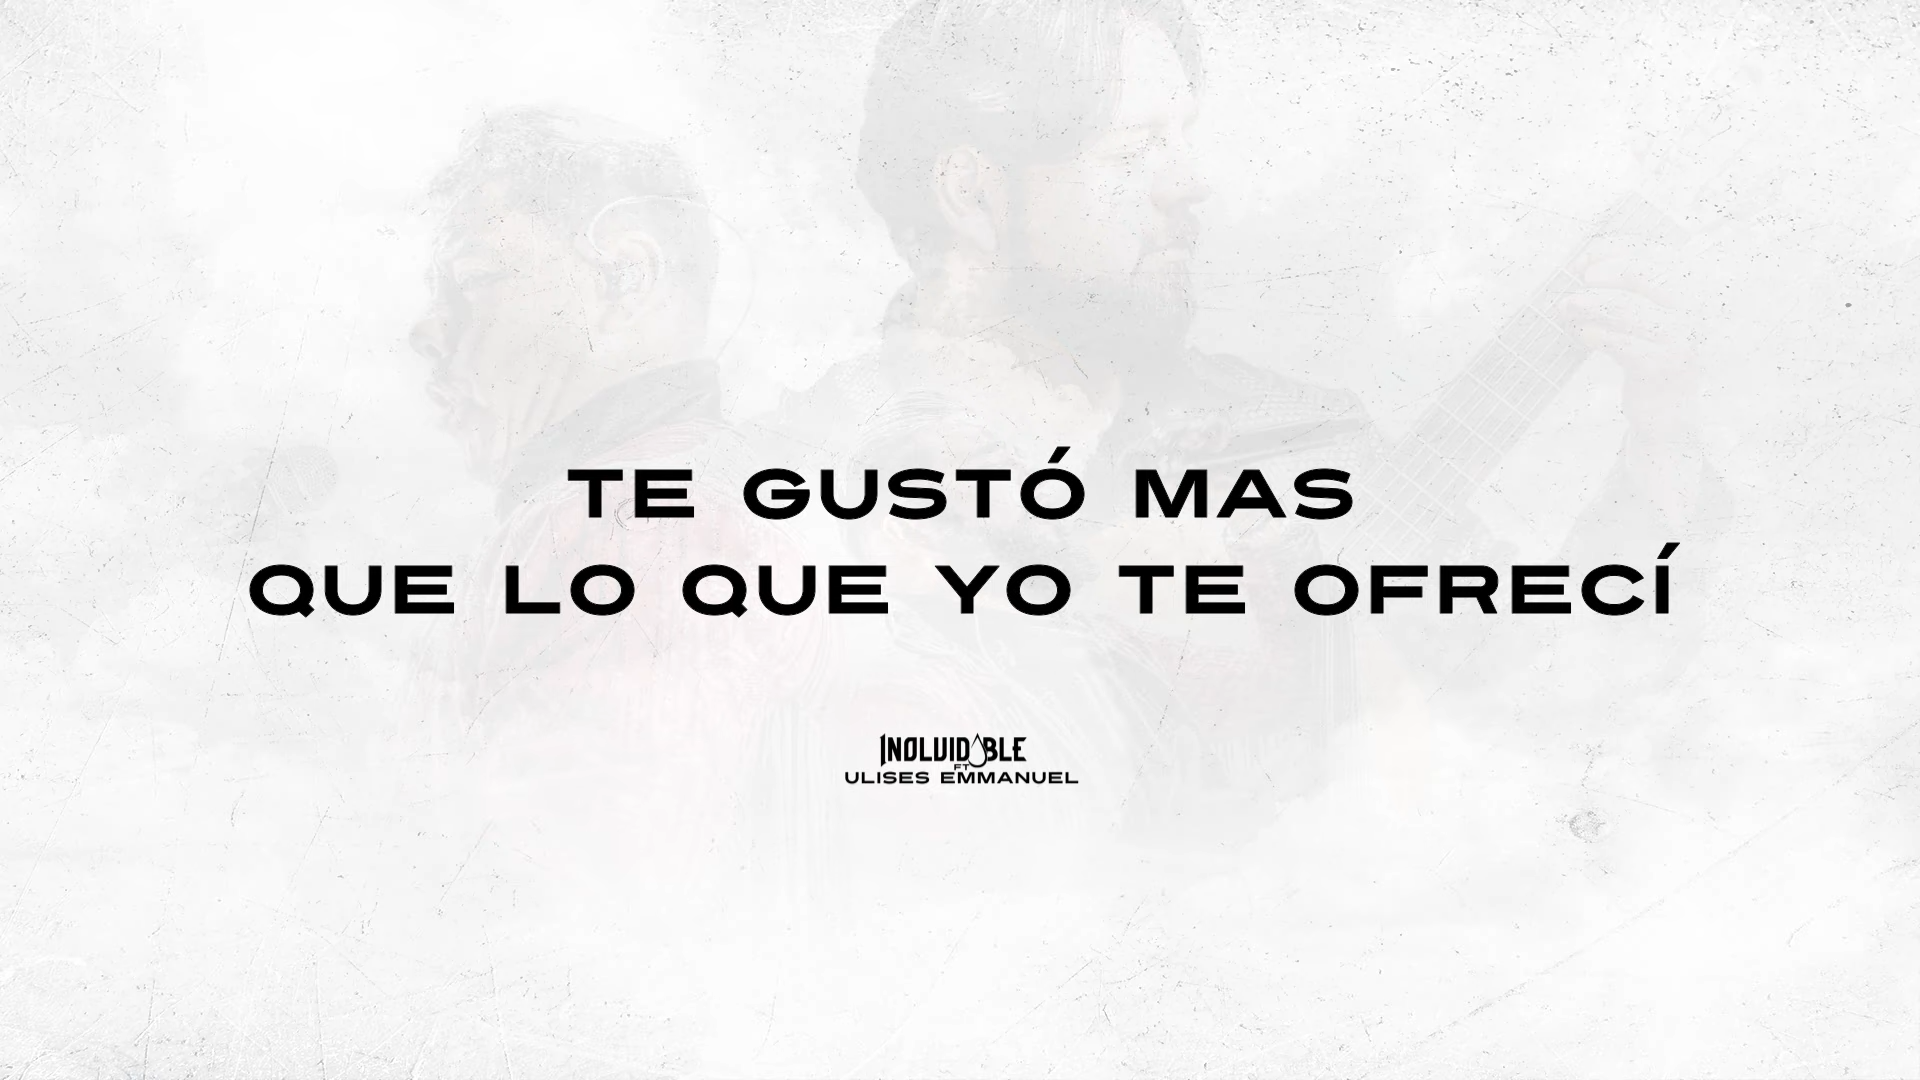 TE GUSTÓ MAS
QUE LO QUE YO TE OFRECÍ
INOLVIDABLE
FT
ULISES EMMANUEL